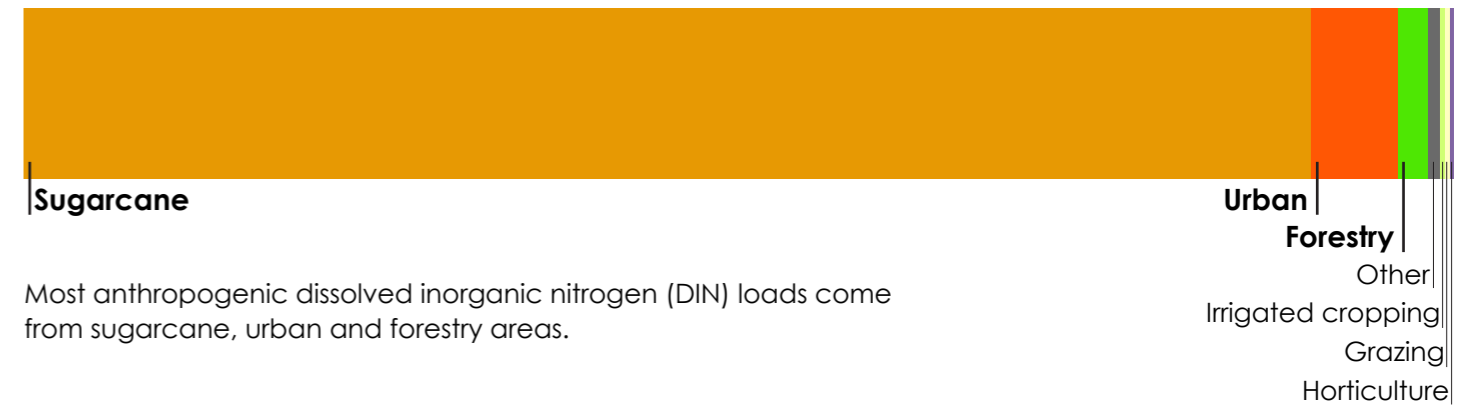 Sugarcane
Urban
Forestry
Other
Irrigated cropping
Grazing
Horticulture
Most anthropogenic dissolved inorganic nitrogen (DIN) loads come
from sugarcane, urban and forestry areas.